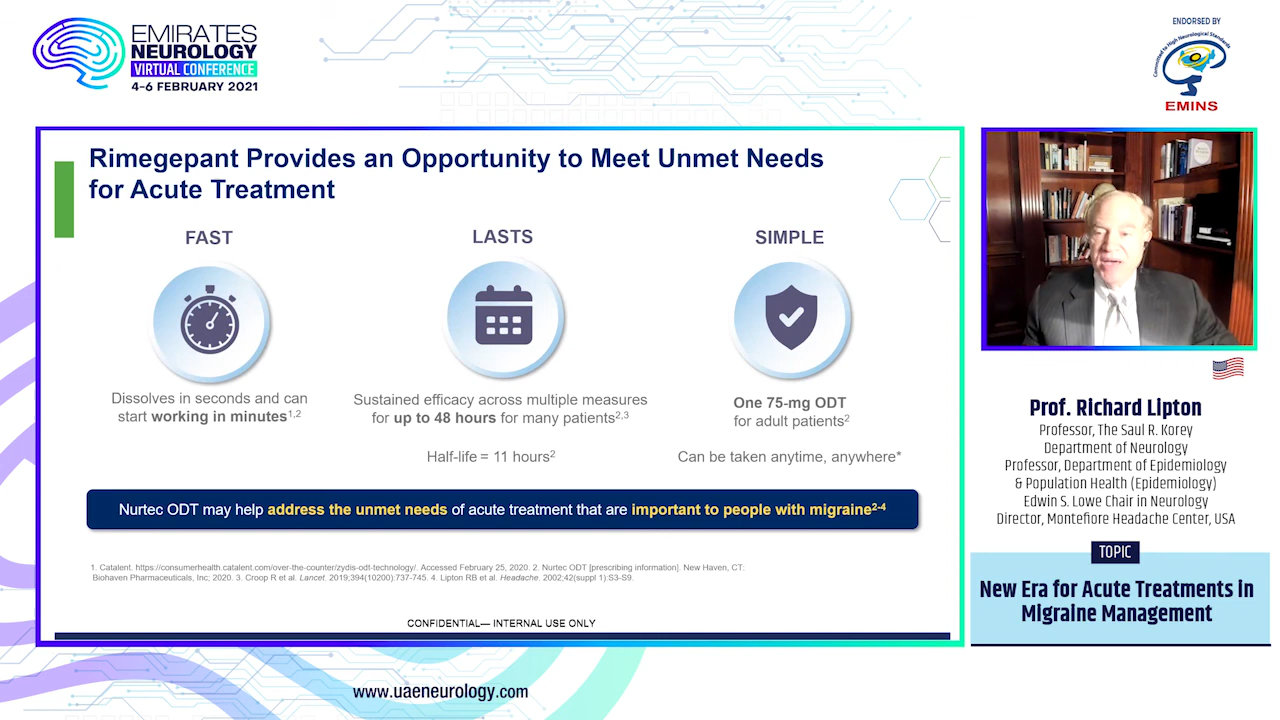 EMIRATES
NEUROLOGY
VIRTUAL CONFERENCE
4-6 FEBRUARY 2021
ENDORSED BY
Committed to High Neurological Standards
EMINS
Rimegepant Provides an Opportunity to Meet Unmet Needs
for Acute Treatment
FAST
Dissolves in seconds and can
start working in minutes1,2
LASTS
Sustained efficacy across multiple measures
for up to 48 hours for many patients2,3
Half-life = 11 hours2
SIMPLE
One 75-mg ODT
for adult patients2
Can be taken anytime, anywhere*
Nurtec ODT may help address the unmet needs of acute treatment that are important to people with migraine2-4
1. Catalent. https://consumerhealth.catalent.com/over-the-counter/zydis-odt-technology/. Accessed February 25, 2020. 2. Nurtec ODT [prescribing information]. New Haven, CT:
Biohaven Pharmaceuticals, Inc; 2020. 3. Croop R et al. Lancet. 2019;394(10200):737-745. 4. Lipton RB et al. Headache. 2002;42(suppl 1):S3-S9.
CONFIDENTIAL— INTERNAL USE ONLY
Prof. Richard Lipton
Professor, The Saul R. Korey
Department of Neurology
Professor, Department of Epidemiology
& Population Health (Epidemiology)
Edwin S. Lowe Chair in Neurology
Director, Montefiore Headache Center, USA
TOPIC
New Era for Acute Treatments in
Migraine Management
www.uaeneurology.com